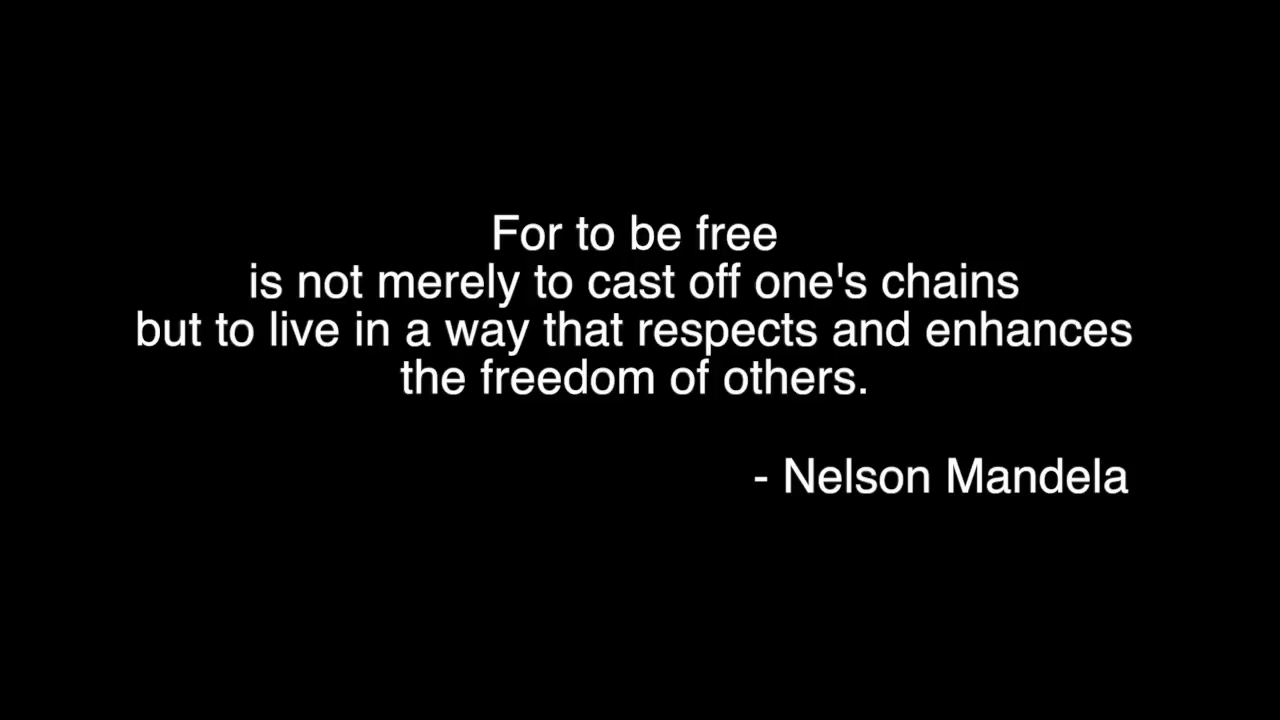 For to be free
is not merely to cast off one's chains
but to live in a way that respects and enhances
the freedom of others.
- Nelson Mandela